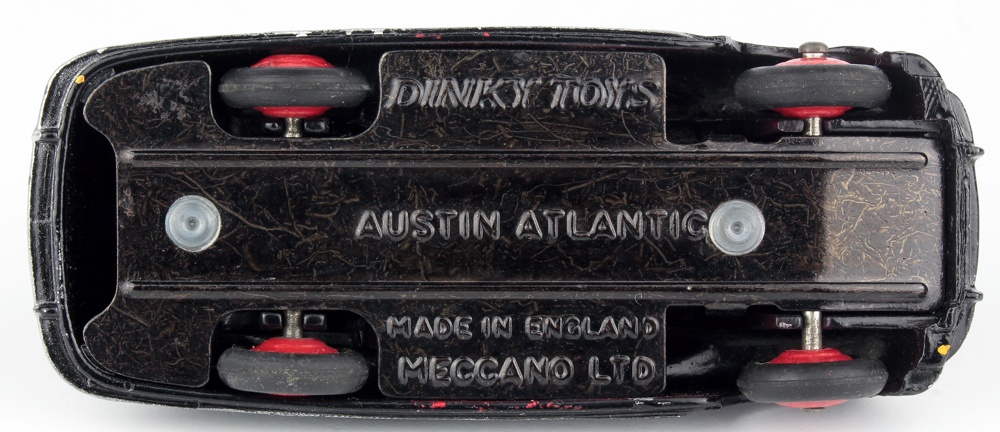 DINKY TOYS
AUSTIN ATLANTIC
MADE IN ENGLAND
MECCANO LTD